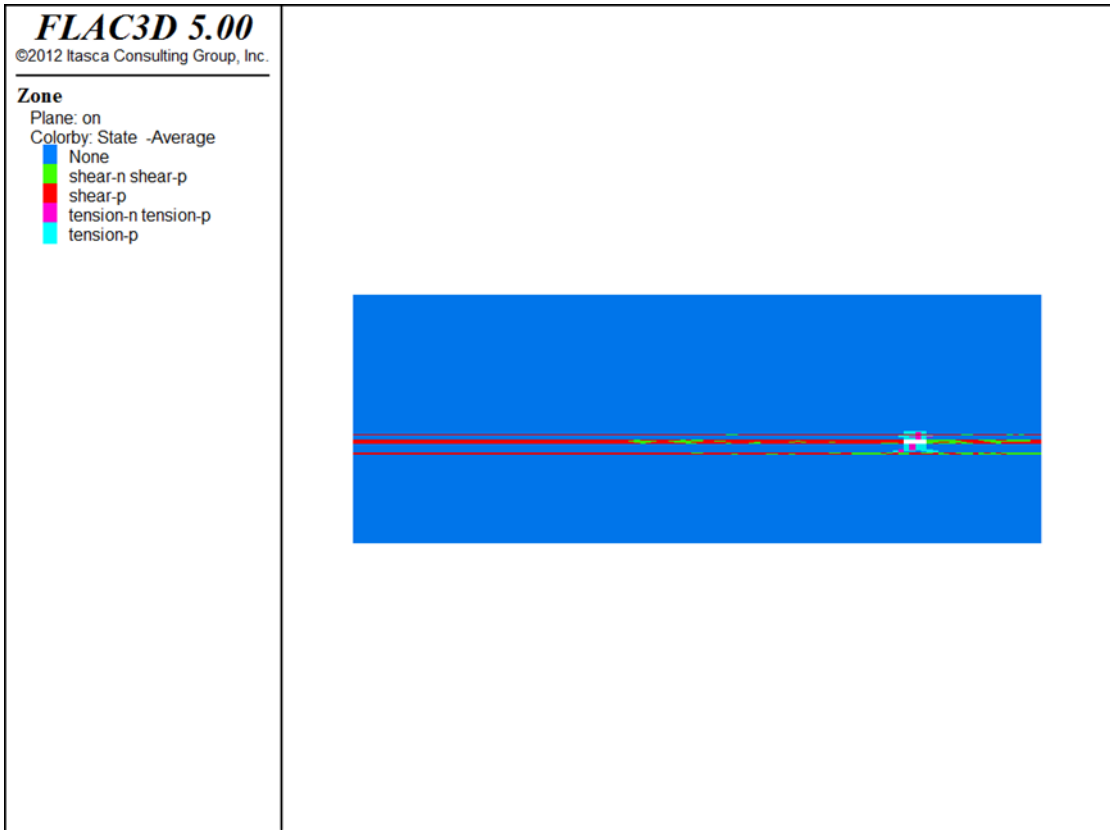 FLAC3D 5.00
©2012 Itasca Consulting Group, Inc.
Zone
Plane: on
Colorby: State -Average
None
shear-n shear-p
shear-p
tension-n tension-p
tension-p